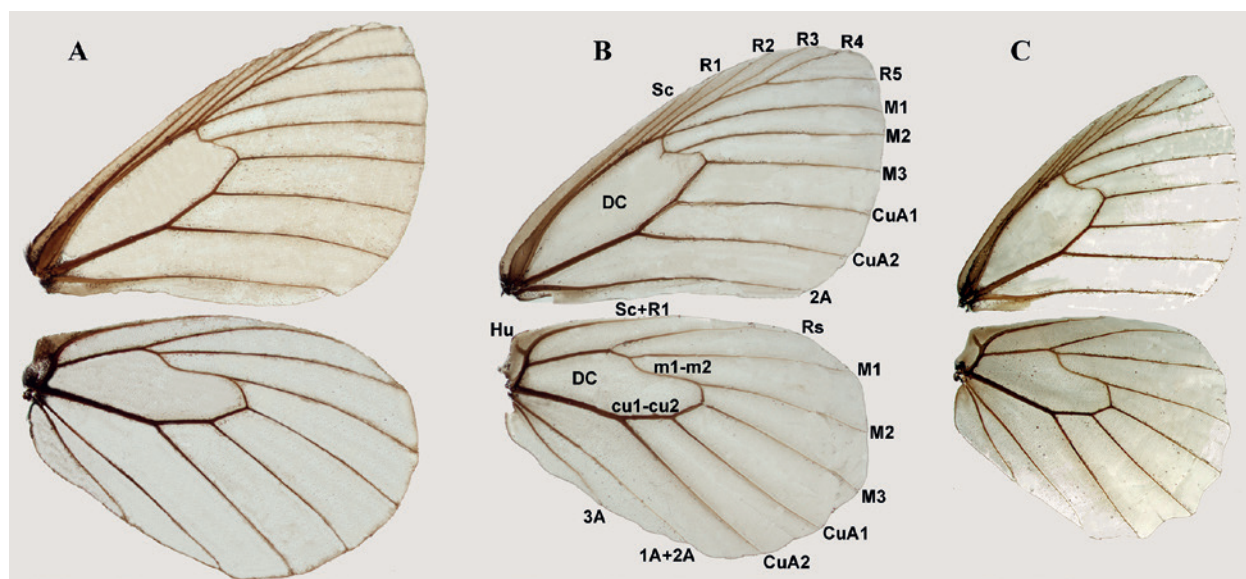 A
B
C
Sc
R1
R2
R3
R4
R5
M1
M2
M3
CuA1
CuA2
2A
DC
Hu
Sc+R1
Rs
M1
m1-m2
DC
cu1-cu2
M2
M3
CuA1
CuA2
1A+2A
3A